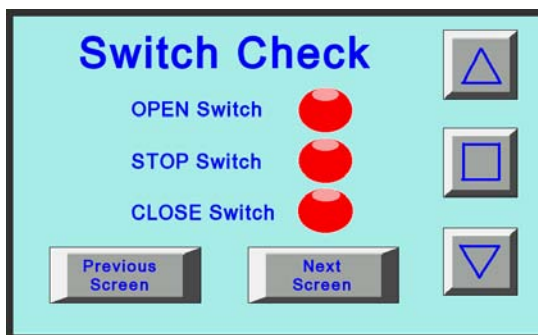 Switch Check
OPEN Switch
STOP Switch
CLOSE Switch
Previous
Screen
Next
Screen